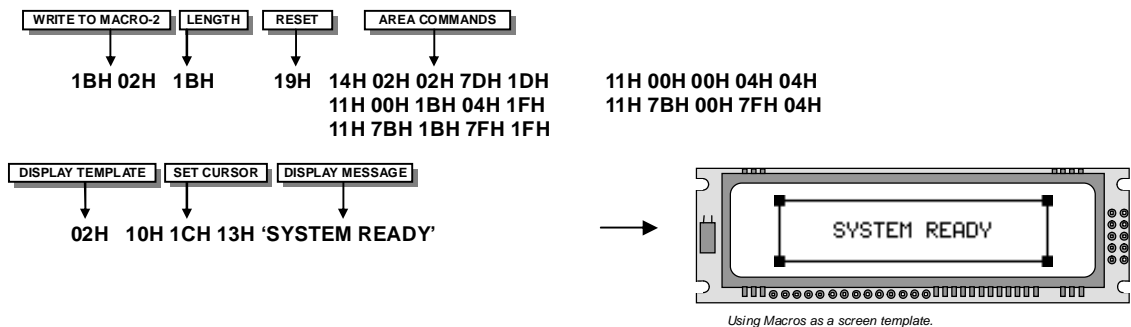 WRITE TO MACRO-2 LENGTH RESET AREA COMMANDS
1BH 02H 1BH 19H 14H 02H 02H 7DH 1DH 11H 00H 00H 04H 04H
11H 00H 1BH 04H 1FH 11H 7BH 00H 7FH 04H
11H 7BH 1BH 7FH 1FH
DISPLAY TEMPLATE SET CURSOR DISPLAY MESSAGE
02H 10H 1CH 13H ‘SYSTEM READY’
SYSTEM READY
Using Macros as a screen template.